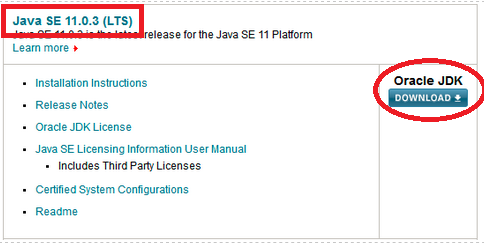 Java SE 11.0.3 (LTS)
Java SE 11.0.3 is the latest release for the Java SE 11 Platform
Learn more
Oracle JDK
DOWNLOAD
Installation Instructions
Release Notes
Oracle JDK License
Java SE Licensing Information User Manual
Includes Third Party Licenses
Certified System Configurations
Readme